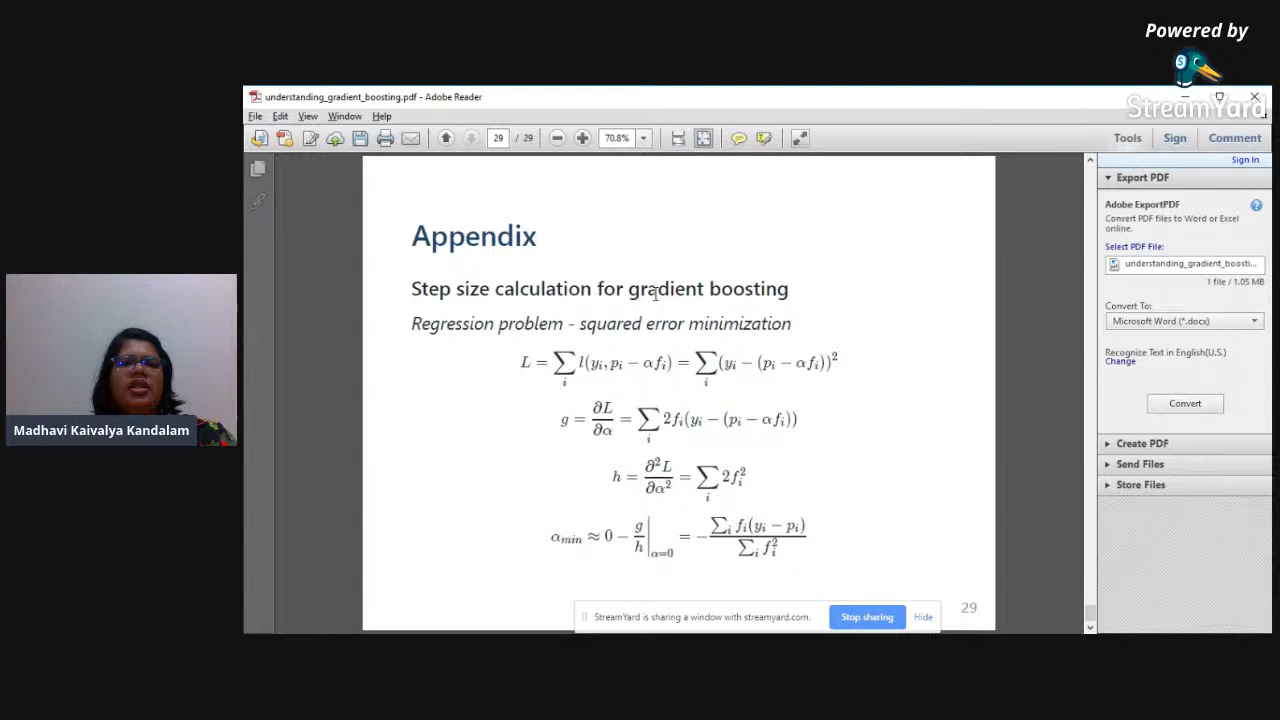 Powered by
StreamYard
understanding_gradient_boosting.pdf - Adobe Reader
File Edit View Window Help
29 / 29 70.8% Tools Sign Comment
Sign In
Export PDF
Adobe ExportPDF
Convert PDF files to Word or Excel
online.
Select PDF File:
understanding_gradient_boosti...
1 file / 1.05 MB
Convert To:
Microsoft Word (*.docx)
Recognize Text in English(U.S.)
Change
Convert
Create PDF
Send Files
Store Files
Appendix
Step size calculation for gradient boosting
Regression problem - squared error minimization
L = ∑_i l(y_i, p_i − αf_i) = ∑_i (y_i − (p_i − αf_i))^2
g = ∂L/∂α = ∑_i 2f_i(y_i − (p_i − αf_i))
h = ∂²L/∂α² = ∑_i 2f_i^2
α_min ≈ 0 − g/h |_{α=0} = − ∑_i f_i(y_i − p_i) / ∑_i f_i^2
29
StreamYard is sharing a window with streamyard.com. Stop sharing Hide
Madhavi Kaivalya Kandalam